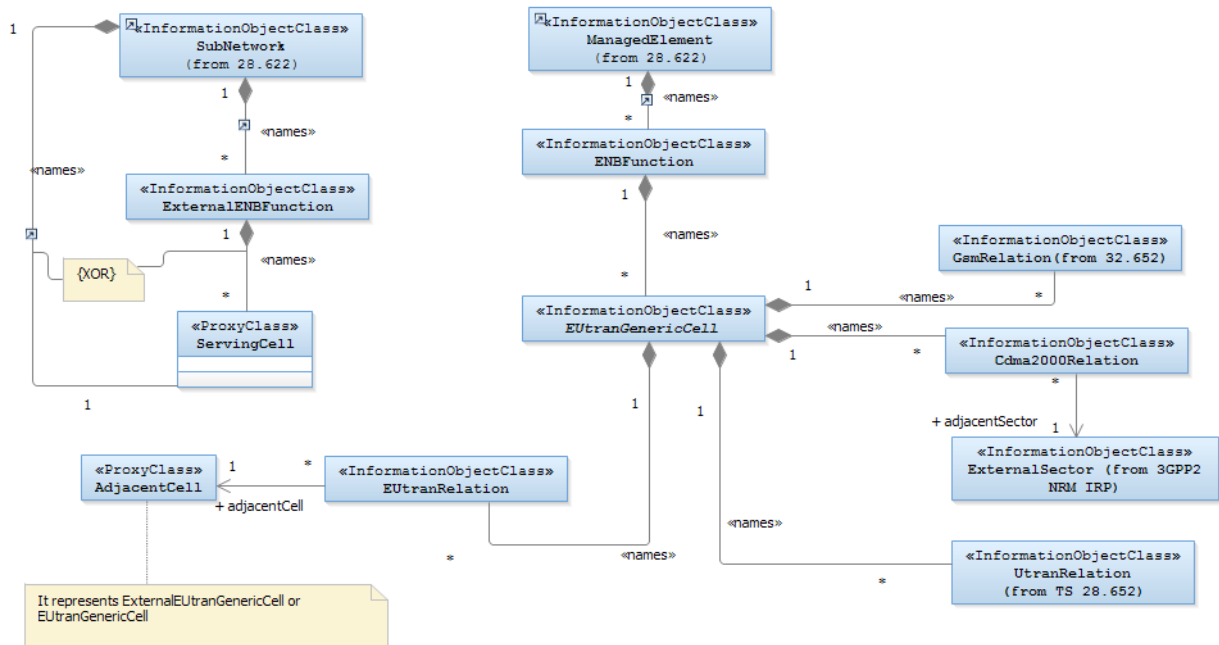 1
«InformationObjectClass»
SubNetwork
(from 28.622)
1
«names»
*
«names»
«InformationObjectClass»
ExternalENBFunction
1
{XOR}
«names»
*
«ProxyClass»
ServingCell
1
«InformationObjectClass»
ManagedElement
(from 28.622)
1
«names»
*
«InformationObjectClass»
ENBFunction
1
«names»
*
«InformationObjectClass»
EUtranGenericCell
1
«names»
*
«InformationObjectClass»
GsmRelation(from 32.652)
1
«names»
*
«InformationObjectClass»
Cdma2000Relation
*
+ adjacentSector
1
«InformationObjectClass»
ExternalSector (from 3GPP2
NRM IRP)
1
«names»
*
«InformationObjectClass»
UtranRelation
(from TS 28.652)
1
«names»
*
«InformationObjectClass»
EUtranRelation
*
1
+ adjacentCell
«ProxyClass»
AdjacentCell
It represents ExternalEUtranGenericCell or
EUtranGenericCell